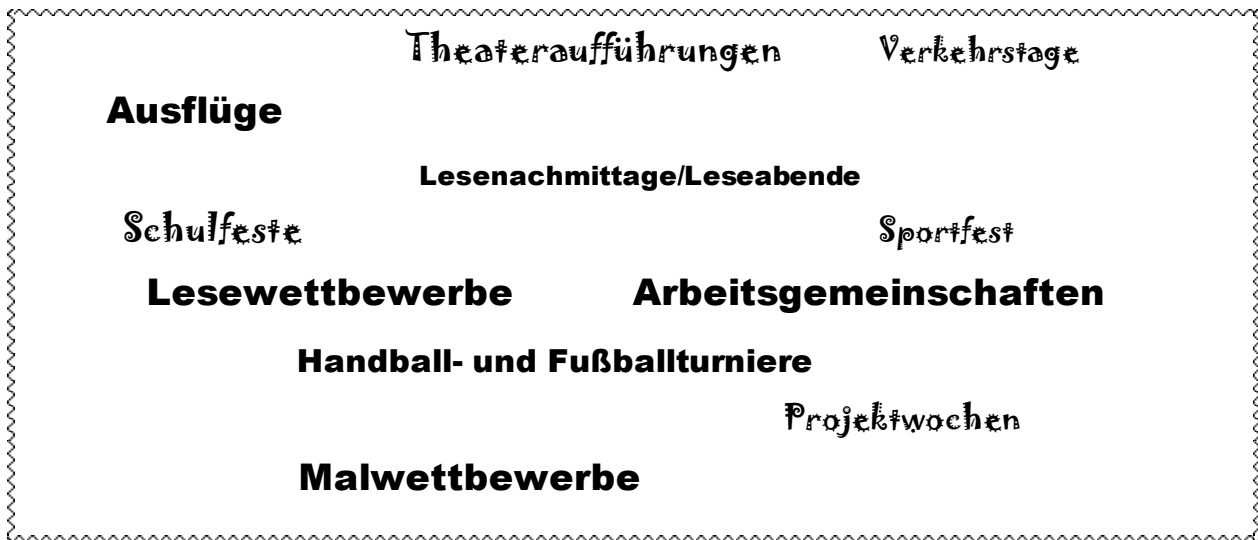 Theateraufführungen Verkehrstage
Ausflüge
Lesenachmittage/Leseabende
Schulfeste Sportfest
Lesewettbewerbe Arbeitsgemeinschaften
Handball- und Fußballturniere
Projektwochen
Malwettbewerbe